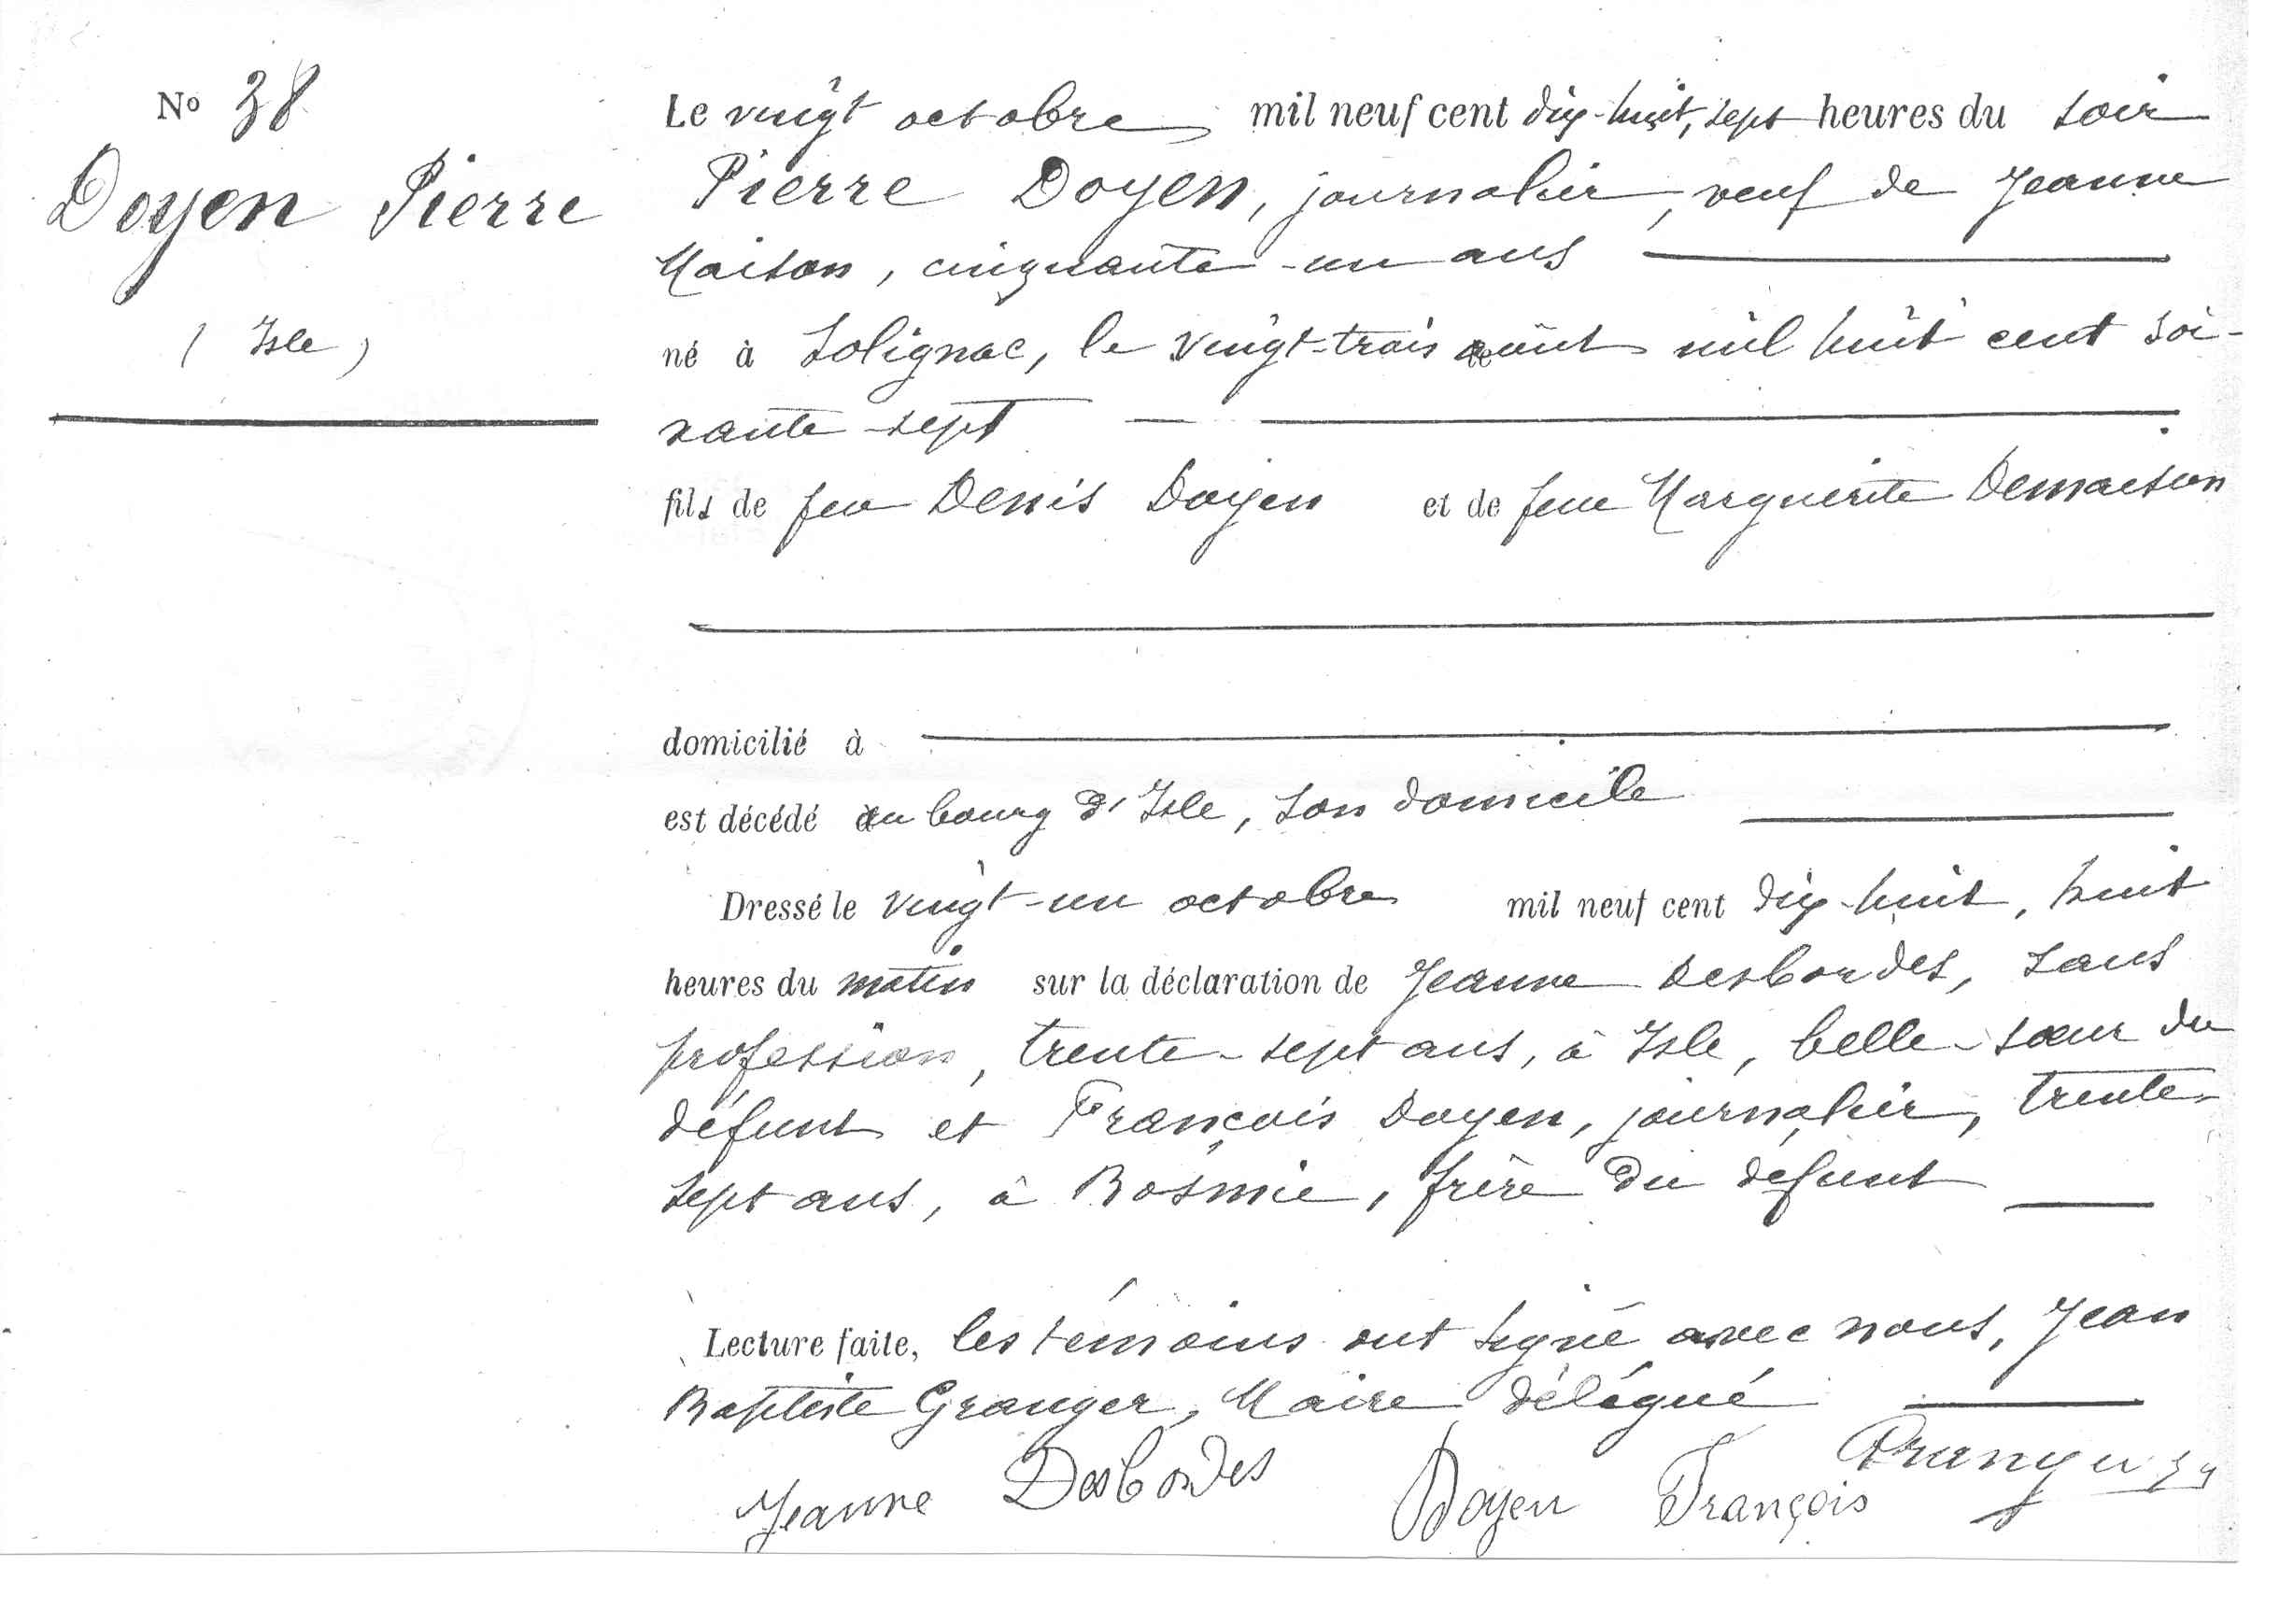 Nº 38
Doyen Pierre
( Isle )
Le vingt octobre mil neuf cent dix-huit, sept heures du soir
Pierre Doyen, journalier, veuf de Jeanne
Maison, cinquante-un ans
né à Solignac, le vingt-trois août mil huit cent soi-
xante-sept
fils de feu Denis Doyen et de feue Marguerite Demaison
domicilié à
est décédé au bourg d'Isle, son domicile
Dressé le vingt-un octobre mil neuf cent dix-huit, huit
heures du matin sur la déclaration de Jeanne Desbordes, sans
profession, trente-sept ans, à Isle, belle-sœur du
défunt et François Doyen, journalier, trente-
sept ans, à Bosmie, frère du défunt
Lecture faite, les témoins ont signé avec nous, Jean
Baptiste Granger, Maire délégué
Jeanne Desbordes Doyen François Granger